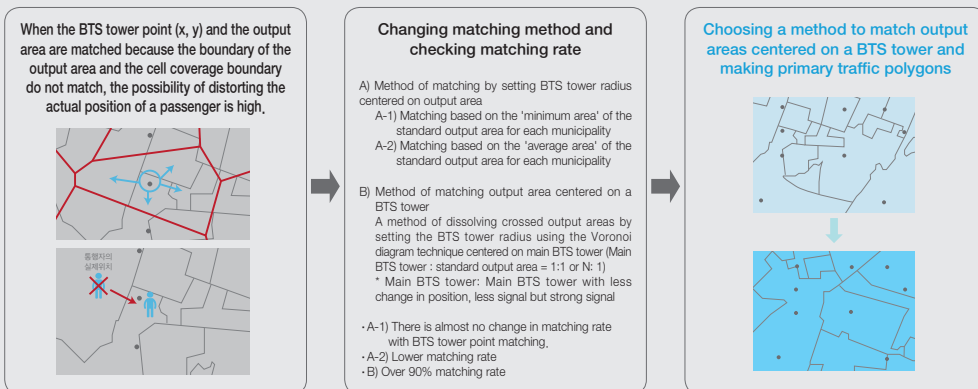 When the BTS tower point (x, y) and the output
area are matched because the boundary of the
output area and the cell coverage boundary
do not match, the possibility of distorting the
actual position of a passenger is high.
통행자의
실제위치
Changing matching method and
checking matching rate
A) Method of matching by setting BTS tower radius
centered on output area
A-1) Matching based on the 'minimum area' of the
standard output area for each municipality
A-2) Matching based on the 'average area' of the
standard output area for each municipality
B) Method of matching output area centered on a
BTS tower
A method of dissolving crossed output areas by
setting the BTS tower radius using the Voronoi
diagram technique centered on main BTS tower (Main
BTS tower : standard output area = 1:1 or N: 1)
* Main BTS tower: Main BTS tower with less
change in position, less signal but strong signal
· A-1) There is almost no change in matching rate
with BTS tower point matching.
· A-2) Lower matching rate
· B) Over 90% matching rate
Choosing a method to match output
areas centered on a BTS tower and
making primary traffic polygons